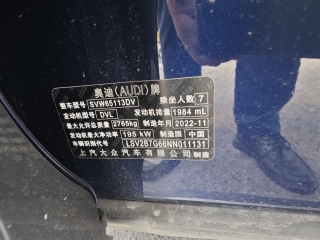 奥迪(AUDI)牌
整车型号 SVW65113DV 乘坐人数 7
发动机型号 DVL 发动机排量 1984 mL
最大允许总质量 2765kg 制造年月 2022-11
发动机最大净功率 195 kW 制造国 中国
车辆识别代号 LSV2B7G66NN011131
上汽大众汽车有限公司 制造